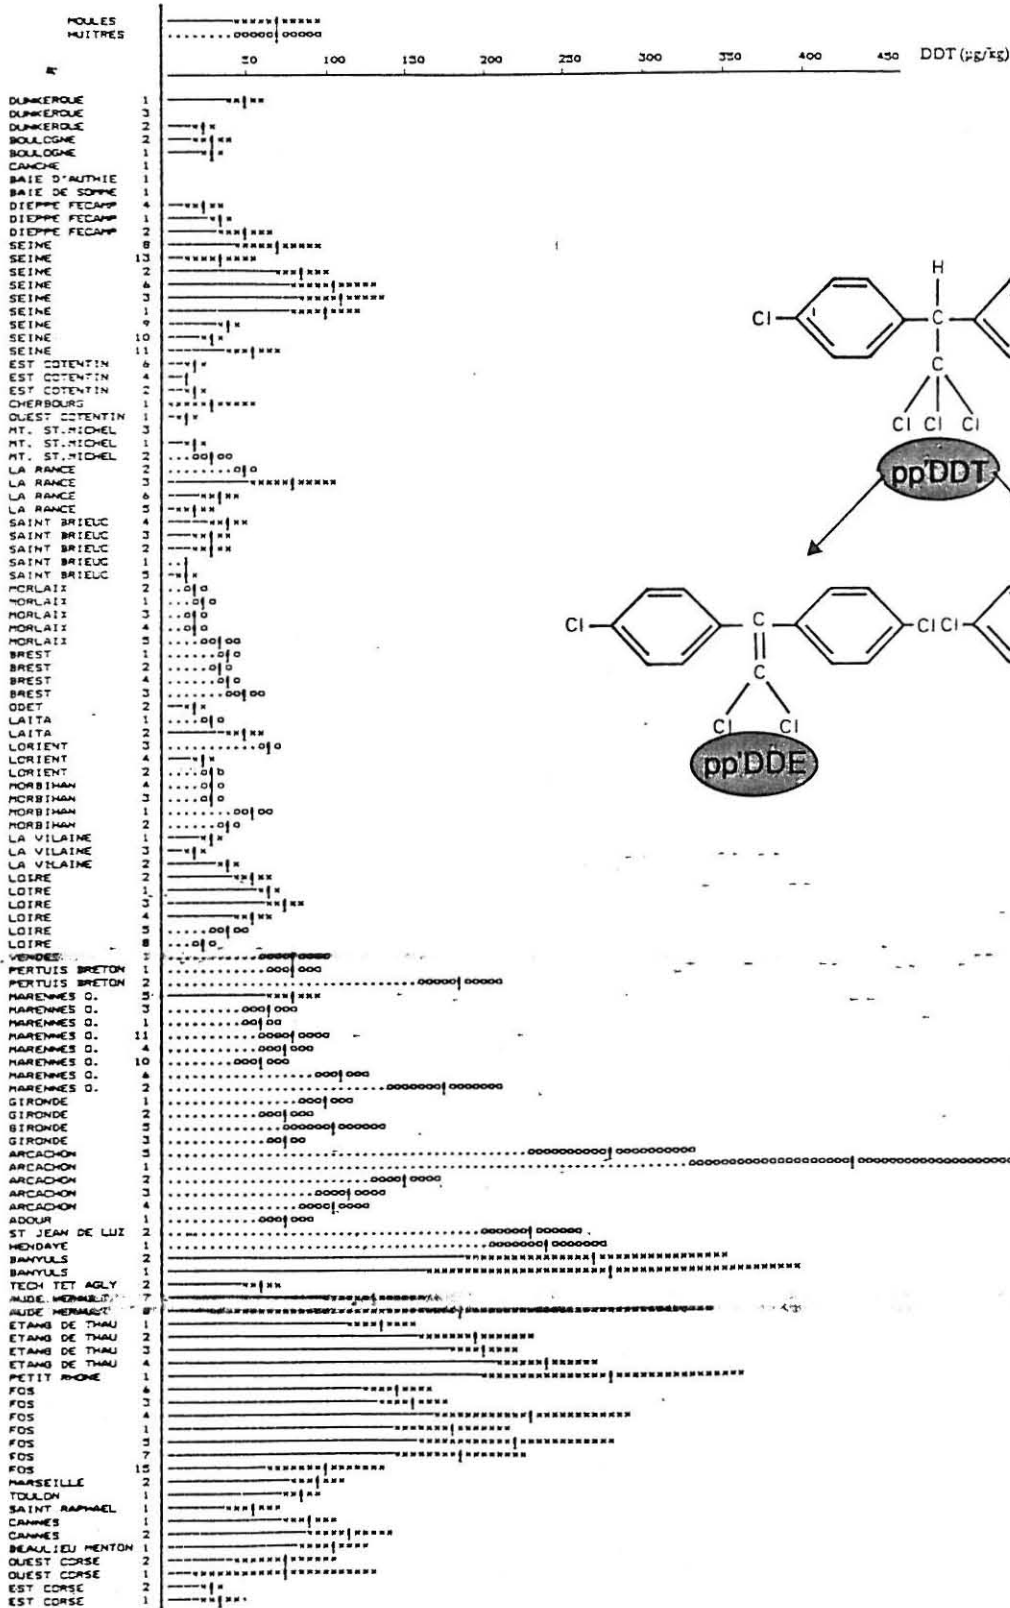 MOULES
HUITRES
50 100 150 200 250 300 350 400 450 DDT (µg/kg)
DUNKERQUE 1
DUNKERQUE 3
DUNKERQUE 2
BOULOGNE 2
BOULOGNE 1
CANCHE 1
BAIE D'AUTHIE 1
BAIE DE SOMME 1
DIEPPE FECAMP 4
DIEPPE FECAMP 1
DIEPPE FECAMP 2
SEINE 8
SEINE 13
SEINE 2
SEINE 6
SEINE 3
SEINE 1
SEINE 9
SEINE 10
SEINE 11
EST COTENTIN 6
EST COTENTIN 4
EST COTENTIN 2
CHERBOURG 1
OUEST COTENTIN 1
MT. ST.MICHEL 3
MT. ST.MICHEL 1
MT. ST.MICHEL 2
LA RANCE 2
LA RANCE 3
LA RANCE 6
LA RANCE 5
SAINT BRIEUC 4
SAINT BRIEUC 3
SAINT BRIEUC 2
SAINT BRIEUC 1
SAINT BRIEUC 5
MORLAIX 2
MORLAIX 1
MORLAIX 3
MORLAIX 4
MORLAIX 5
BREST 1
BREST 2
BREST 4
BREST 3
ODET 2
LAITA 1
LAITA 2
LORIENT 3
LORIENT 4
LORIENT 2
MORBIHAN 4
MORBIHAN 3
MORBIHAN 1
MORBIHAN 2
LA VILAINE 1
LA VILAINE 3
LA VILAINE 2
LOIRE 2
LOIRE 1
LOIRE 3
LOIRE 4
LOIRE 5
LOIRE 8
VENDES 1
PERTUIS BRETON 1
PERTUIS BRETON 2
MARENNES O. 5
MARENNES O. 3
MARENNES O. 1
MARENNES O. 11
MARENNES O. 4
MARENNES O. 10
MARENNES O. 6
MARENNES O. 2
GIRONDE 1
GIRONDE 2
GIRONDE 5
GIRONDE 3
ARCACHON 5
ARCACHON 1
ARCACHON 2
ARCACHON 3
ARCACHON 4
ADOUR 1
ST JEAN DE LUZ 2
HENDAYE 1
BANYULS 2
BANYULS 1
TECH TET AGLY 2
AUDE HERAULT 7
AUDE HERAULT 8
ETANG DE THAU 1
ETANG DE THAU 2
ETANG DE THAU 3
ETANG DE THAU 4
PETIT RHONE 1
FOS 6
FOS 3
FOS 4
FOS 1
FOS 5
FOS 7
FOS 15
MARSEILLE 2
TOULON 1
SAINT RAPHAEL 1
CANNES 1
CANNES 2
BEAULIEU MENTON 1
OUEST CORSE 2
OUEST CORSE 1
EST CORSE 2
EST CORSE 1
H
Cl C
C
Cl Cl Cl
pp'DDT
Cl C Cl Cl
C
Cl Cl
pp'DDE